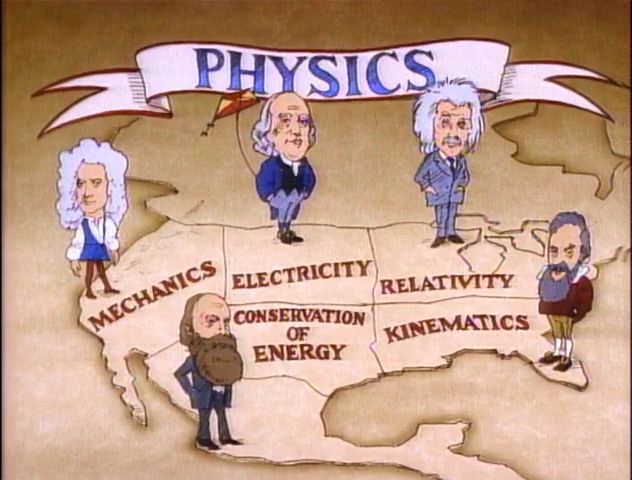 PHYSICS
MECHANICS
ELECTRICITY
RELATIVITY
CONSERVATION
OF
ENERGY
KINEMATICS